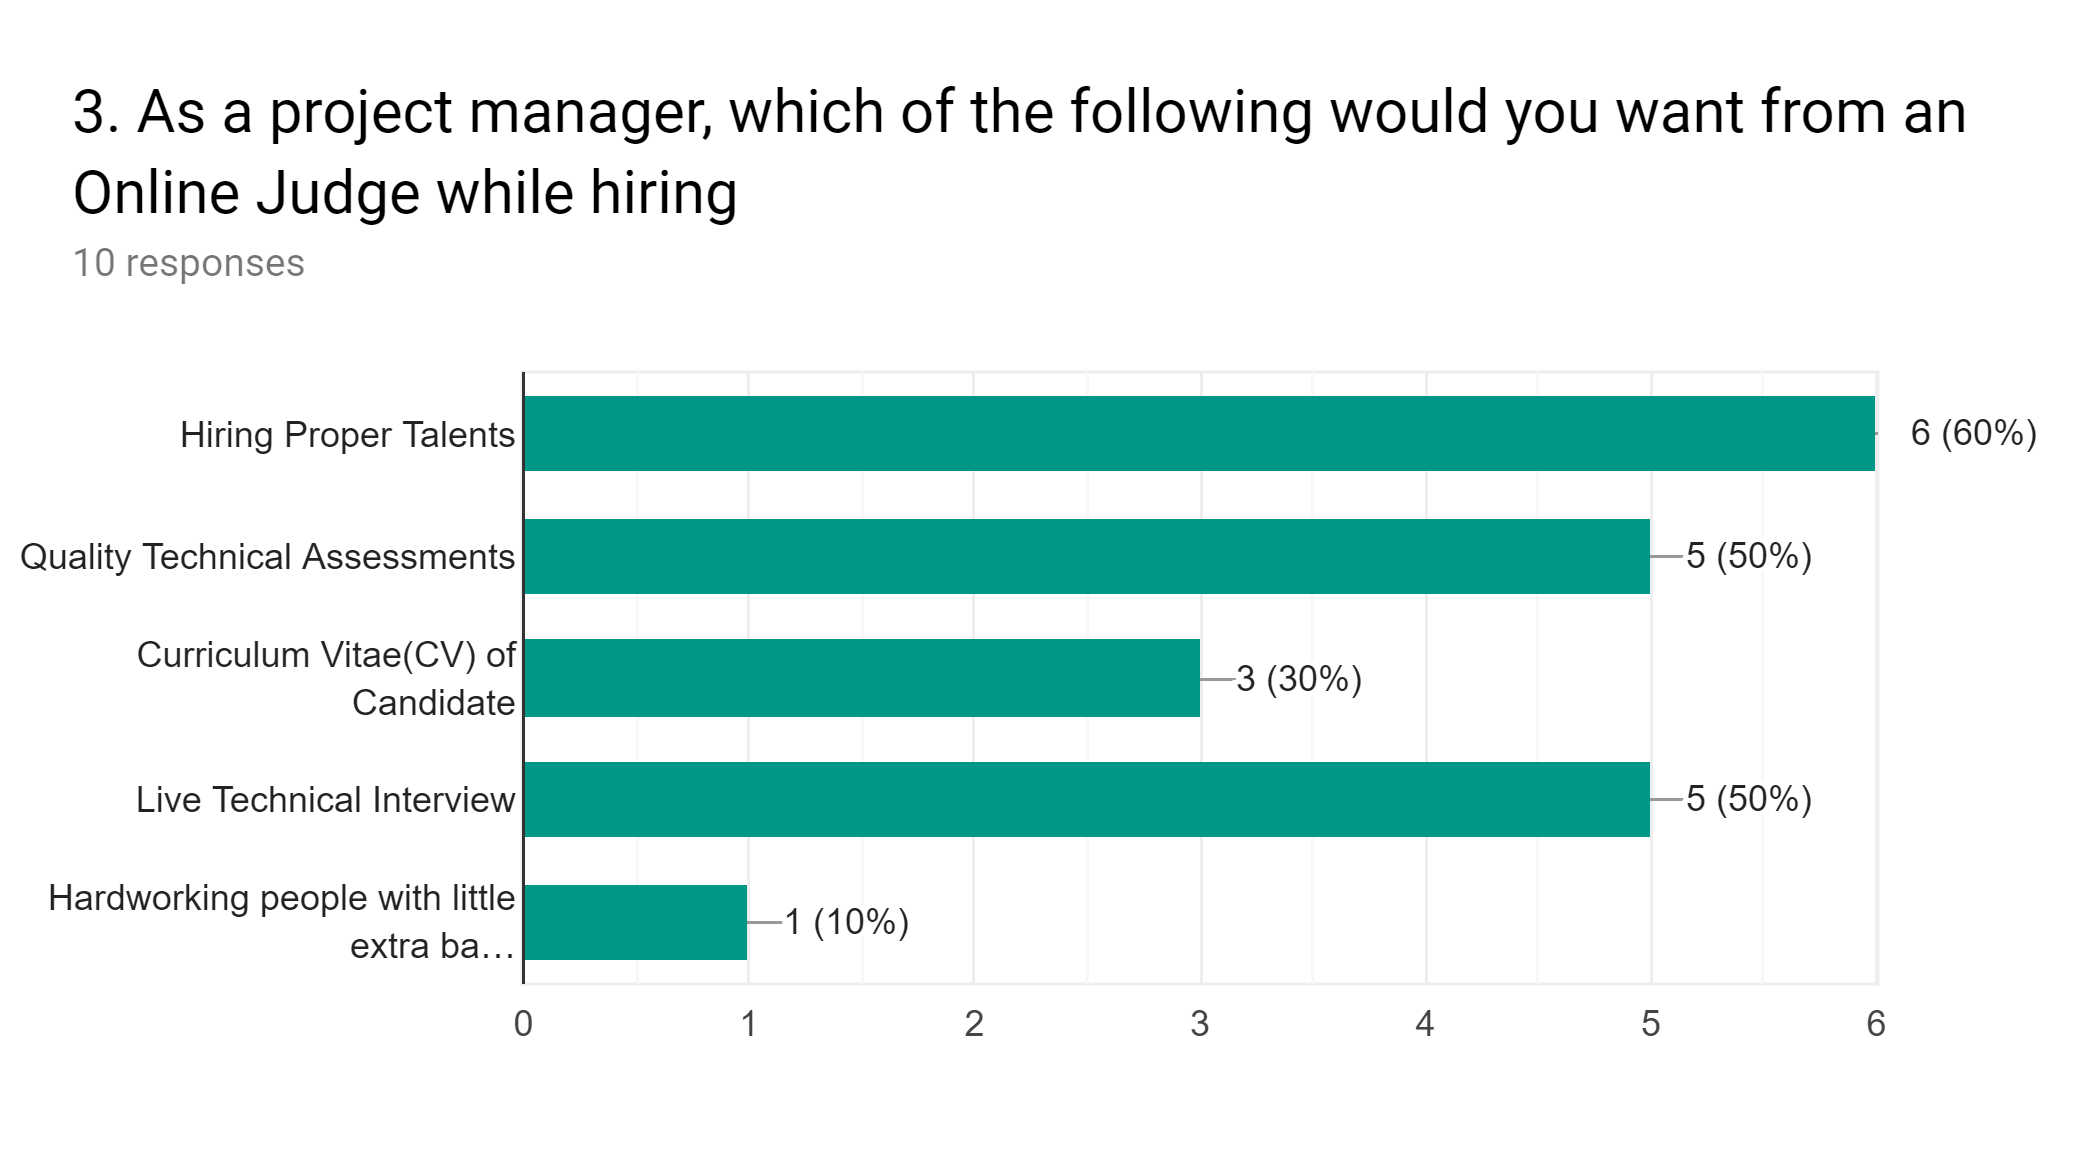 3. As a project manager, which of the following would you want from an
Online Judge while hiring
10 responses
Hiring Proper Talents
6 (60%)
Quality Technical Assessments
5 (50%)
Curriculum Vitae(CV) of
Candidate
3 (30%)
Live Technical Interview
5 (50%)
Hardworking people with little
extra ba…
1 (10%)
0 1 2 3 4 5 6